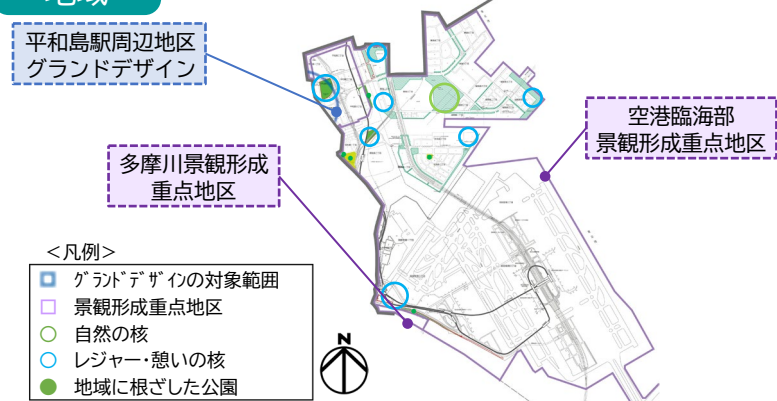 地域
平和島駅周辺地区
グランドデザイン
空港臨海部
景観形成重点地区
多摩川景観形成
重点地区
＜凡例＞
グランドデザインの対象範囲
景観形成重点地区
自然の核
レジャー・憩いの核
地域に根ざした公園
N